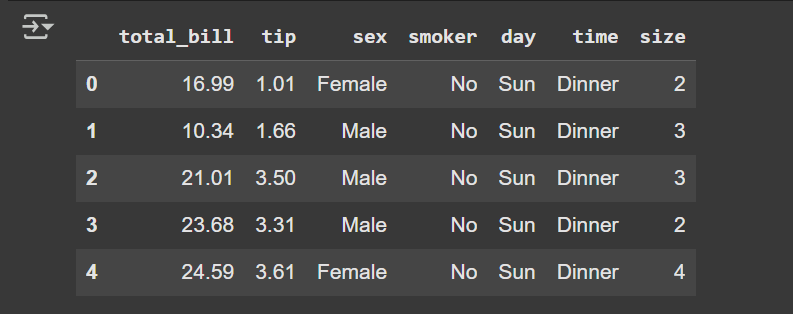 total_bill tip sex smoker day time size
0 16.99 1.01 Female No Sun Dinner 2
1 10.34 1.66 Male No Sun Dinner 3
2 21.01 3.50 Male No Sun Dinner 3
3 23.68 3.31 Male No Sun Dinner 2
4 24.59 3.61 Female No Sun Dinner 4